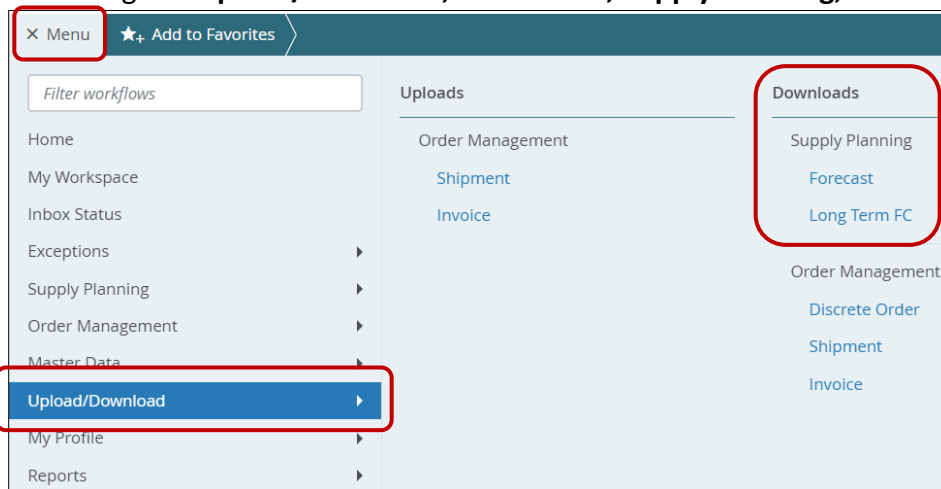 × Menu
Add to Favorites
Filter workflows
Home
My Workspace
Inbox Status
Exceptions
Supply Planning
Order Management
Master Data
Upload/Download
My Profile
Reports
Uploads
Order Management
Shipment
Invoice
Downloads
Supply Planning
Forecast
Long Term FC
Order Management
Discrete Order
Shipment
Invoice